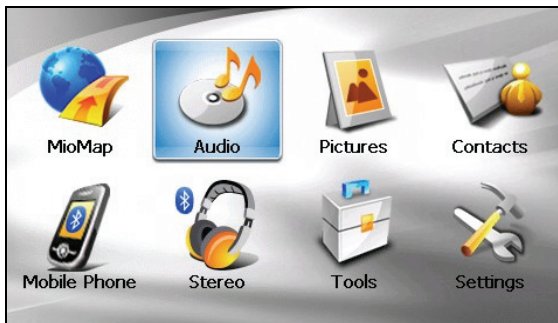 MioMap
Audio
Pictures
Contacts
Mobile Phone
Stereo
Tools
Settings